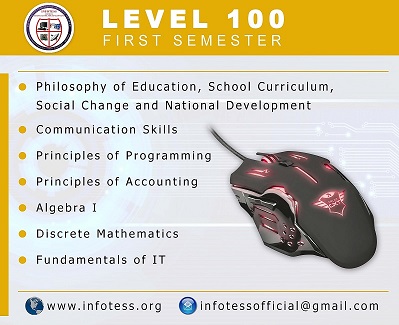 LEVEL 100
FIRST SEMESTER
Philosophy of Education, School Curriculum,
Social Change and National Development
Communication Skills
Principles of Programming
Principles of Accounting
Algebra I
Discrete Mathematics
Fundamentals of IT
www.infotess.org
infotessofficial@gmail.com